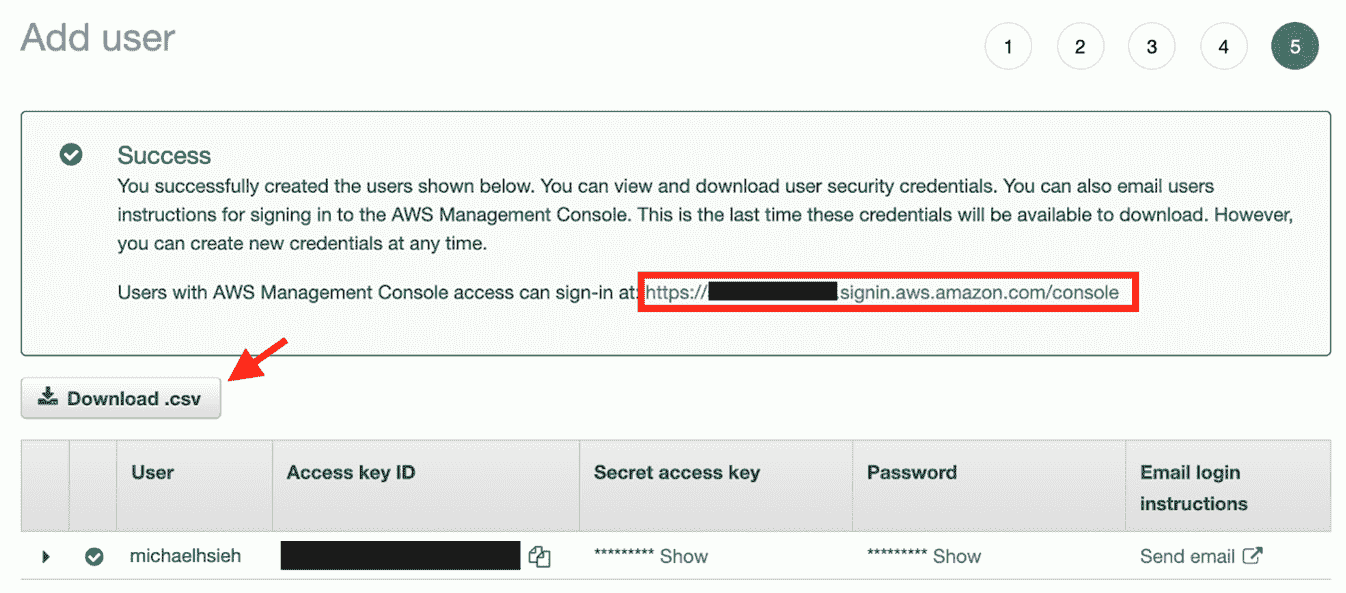 Add user
1 2 3 4 5
Success
You successfully created the users shown below. You can view and download user security credentials. You can also email users
instructions for signing in to the AWS Management Console. This is the last time these credentials will be available to download. However,
you can create new credentials at any time.
Users with AWS Management Console access can sign-in at: https:// .signin.aws.amazon.com/console
Download .csv
User Access key ID Secret access key Password Email login
instructions
michaelhsieh ********* Show ********* Show Send email